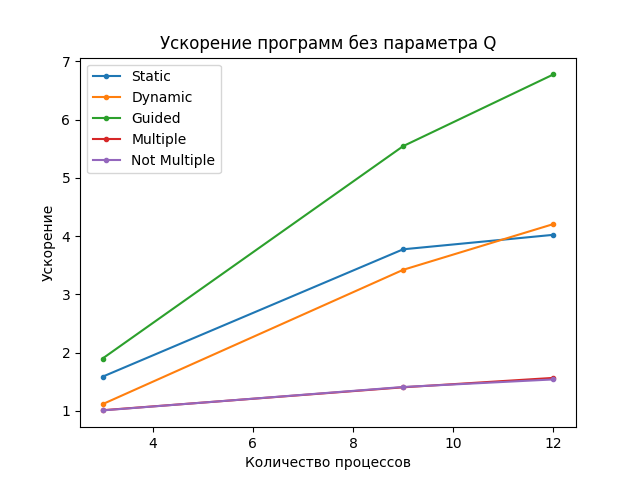 Ускорение программ без параметра Q
7
6
5
4
3
2
1
Ускорение
Static
Dynamic
Guided
Multiple
Not Multiple
4
6
8
10
12
Количество процессов